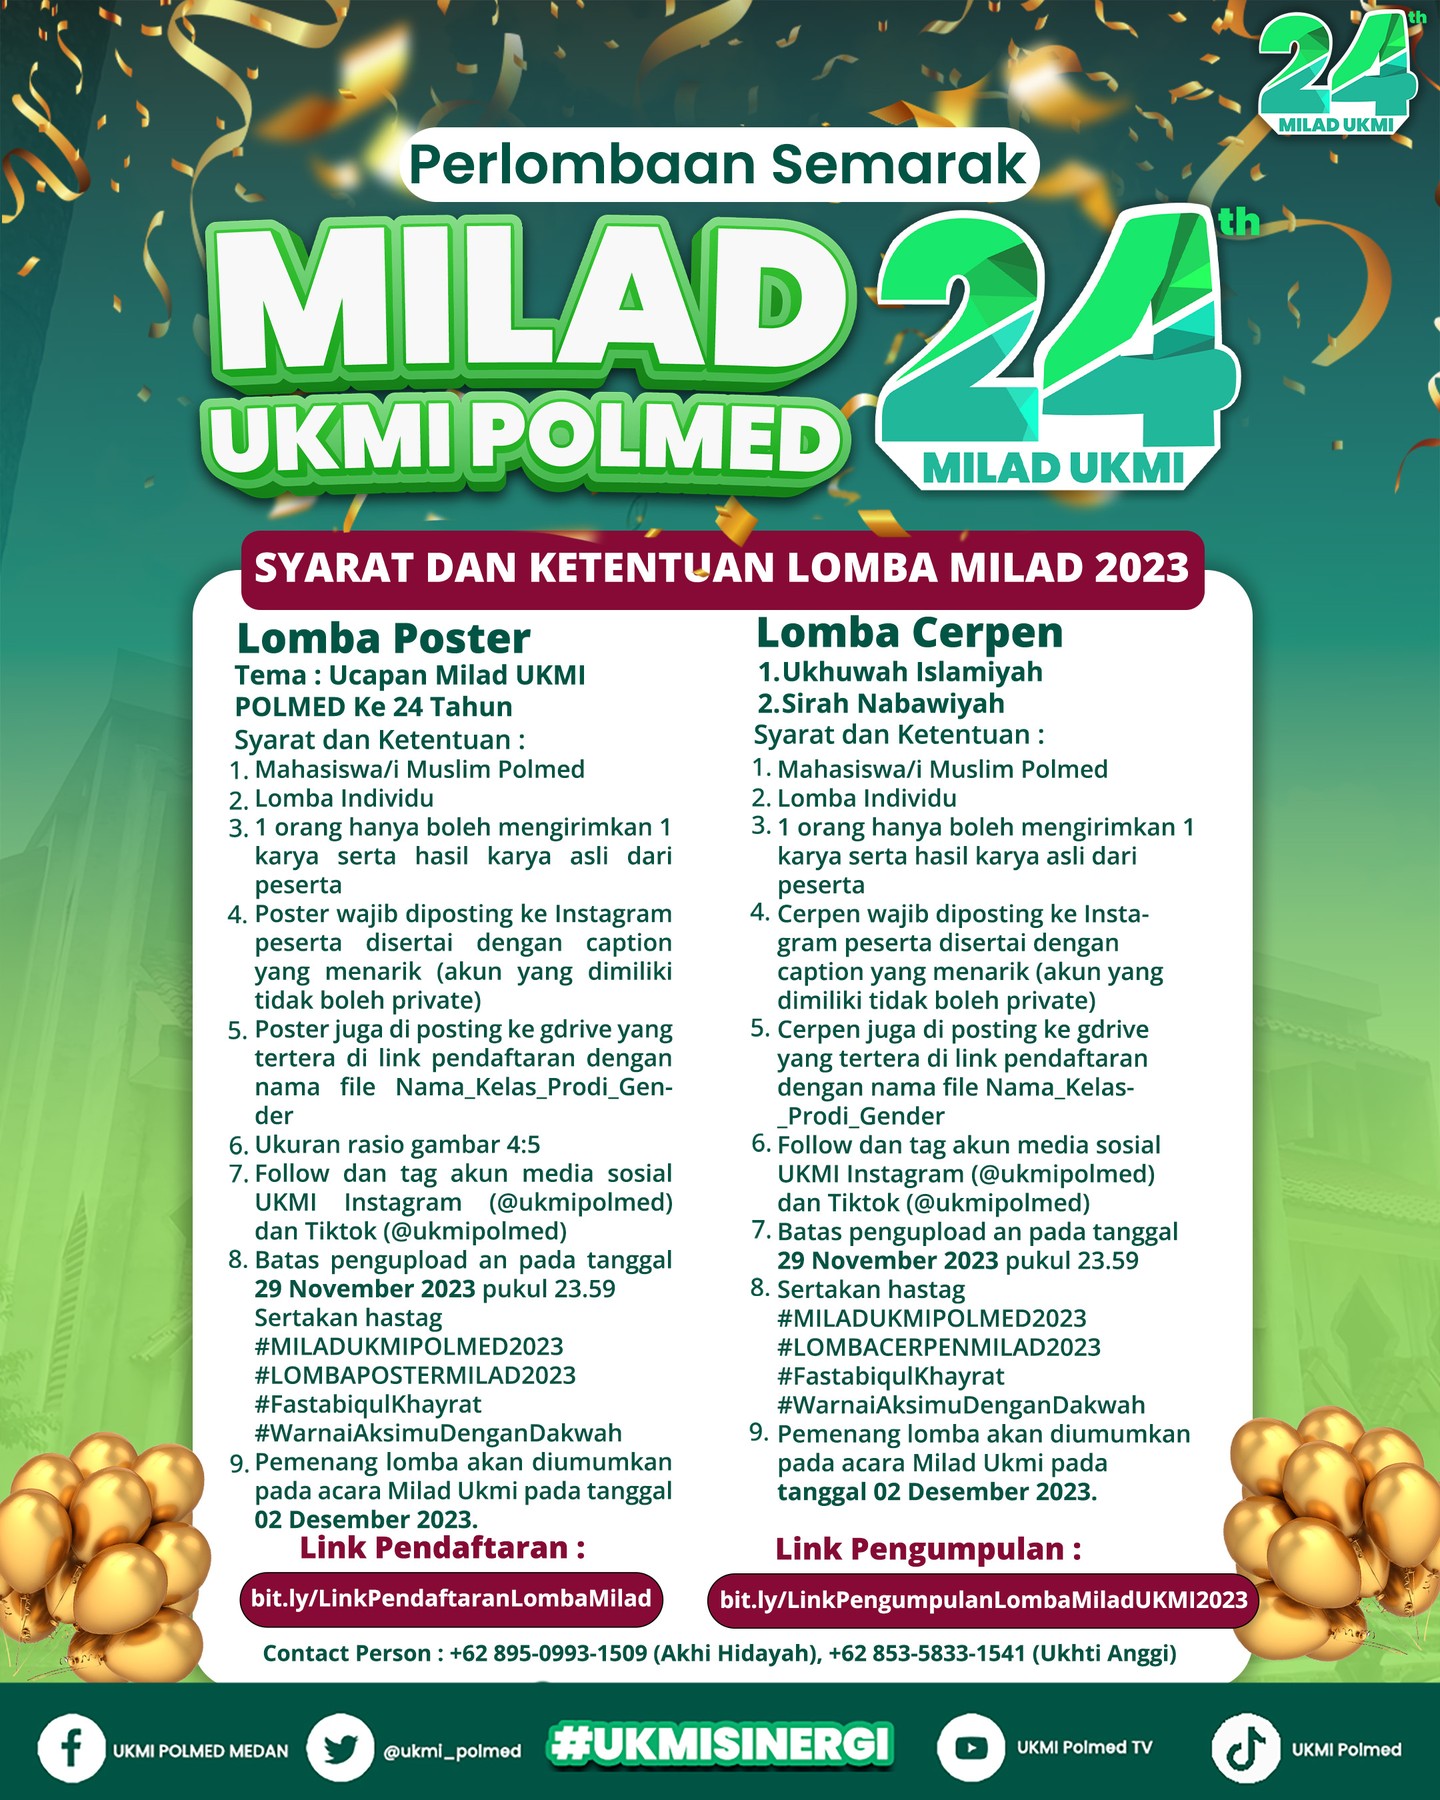 24th
MILAD UKMI
Perlombaan Semarak
MILAD
UKMI POLMED
24th
MILAD UKMI
SYARAT DAN KETENTUAN LOMBA MILAD 2023
Lomba Poster
Tema : Ucapan Milad UKMI
POLMED Ke 24 Tahun
Syarat dan Ketentuan :
1. Mahasiswa/i Muslim Polmed
2. Lomba Individu
3. 1 orang hanya boleh mengirimkan 1
karya serta hasil karya asli dari
peserta
4. Poster wajib diposting ke Instagram
peserta disertai dengan caption
yang menarik (akun yang dimiliki
tidak boleh private)
5. Poster juga di posting ke gdrive yang
tertera di link pendaftaran dengan
nama file Nama_Kelas_Prodi_Gen-
der
6. Ukuran rasio gambar 4:5
7. Follow dan tag akun media sosial
UKMI Instagram (@ukmipolmed)
dan Tiktok (@ukmipolmed)
8. Batas pengupload an pada tanggal
29 November 2023 pukul 23.59
Sertakan hastag
#MILADUKMIPOLMED2023
#LOMBAPOSTERMILAD2023
#FastabiqulKhayrat
#WarnaiAksimuDenganDakwah
9. Pemenang lomba akan diumumkan
pada acara Milad Ukmi pada tanggal
02 Desember 2023.
Link Pendaftaran :
bit.ly/LinkPendaftaranLombaMilad
Lomba Cerpen
1.Ukhuwah Islamiyah
2.Sirah Nabawiyah
Syarat dan Ketentuan :
1. Mahasiswa/i Muslim Polmed
2. Lomba Individu
3. 1 orang hanya boleh mengirimkan 1
karya serta hasil karya asli dari
peserta
4. Cerpen wajib diposting ke Insta-
gram peserta disertai dengan
caption yang menarik (akun yang
dimiliki tidak boleh private)
5. Cerpen juga di posting ke gdrive
yang tertera di link pendaftaran
dengan nama file Nama_Kelas-
_Prodi_Gender
6. Follow dan tag akun media sosial
UKMI Instagram (@ukmipolmed)
dan Tiktok (@ukmipolmed)
7. Batas pengupload an pada tanggal
29 November 2023 pukul 23.59
8. Sertakan hastag
#MILADUKMIPOLMED2023
#LOMBACERPENMILAD2023
#FastabiqulKhayrat
#WarnaiAksimuDenganDakwah
9. Pemenang lomba akan diumumkan
pada acara Milad Ukmi pada
tanggal 02 Desember 2023.
Link Pengumpulan :
bit.ly/LinkPengumpulanLombaMiladUKMI2023
Contact Person : +62 895-0993-1509 (Akhi Hidayah), +62 853-5833-1541 (Ukhti Anggi)
UKMI POLMED MEDAN
@ukmi_polmed
#UKMISINERGI
UKMI Polmed TV
UKMI Polmed